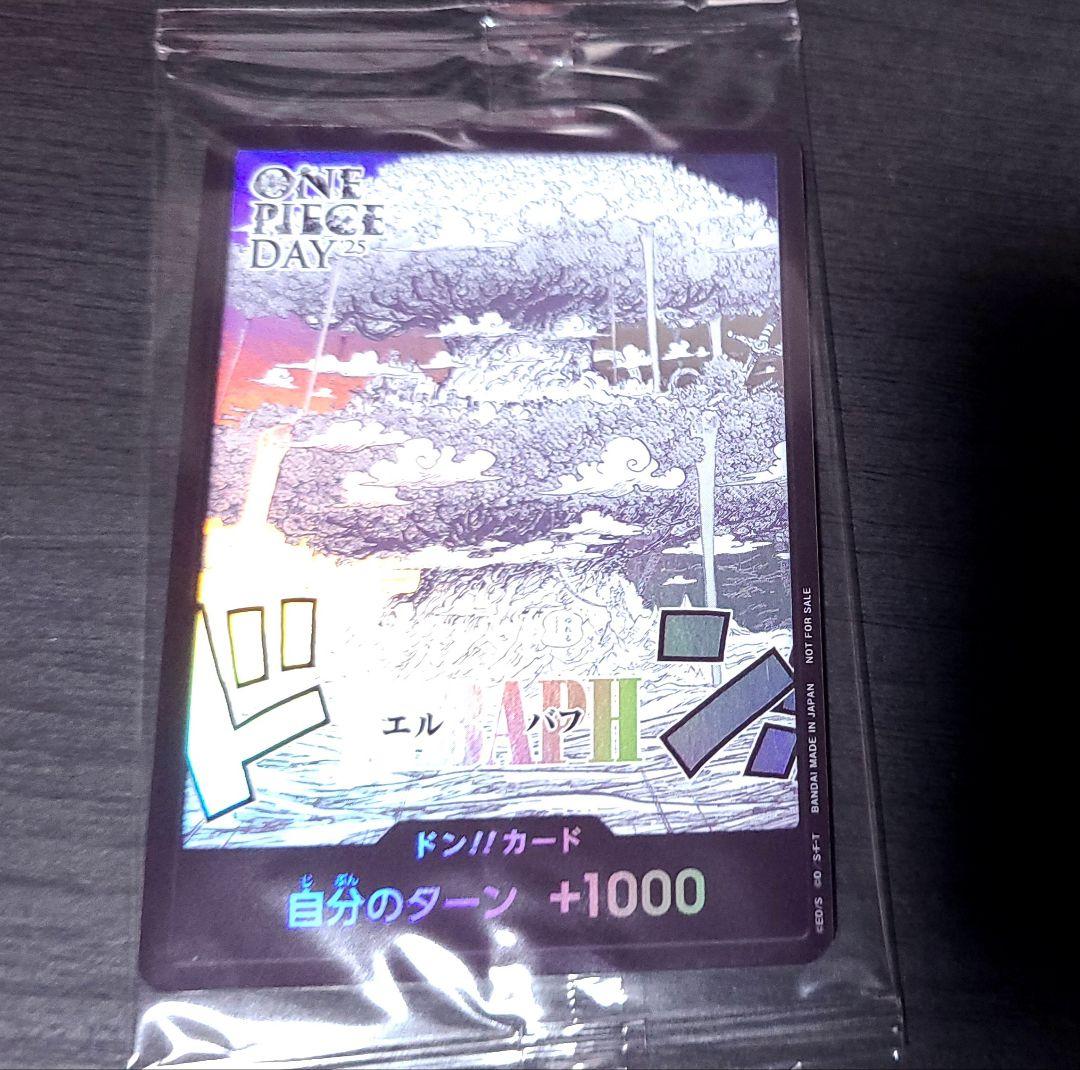 ONE
PIECE
DAY'25
ド
ン
エル バフ
BAPH
ドン!!カード
じ ぶん
自分のターン +1000
BANDAI MADE IN JAPAN NOT FOR SALE